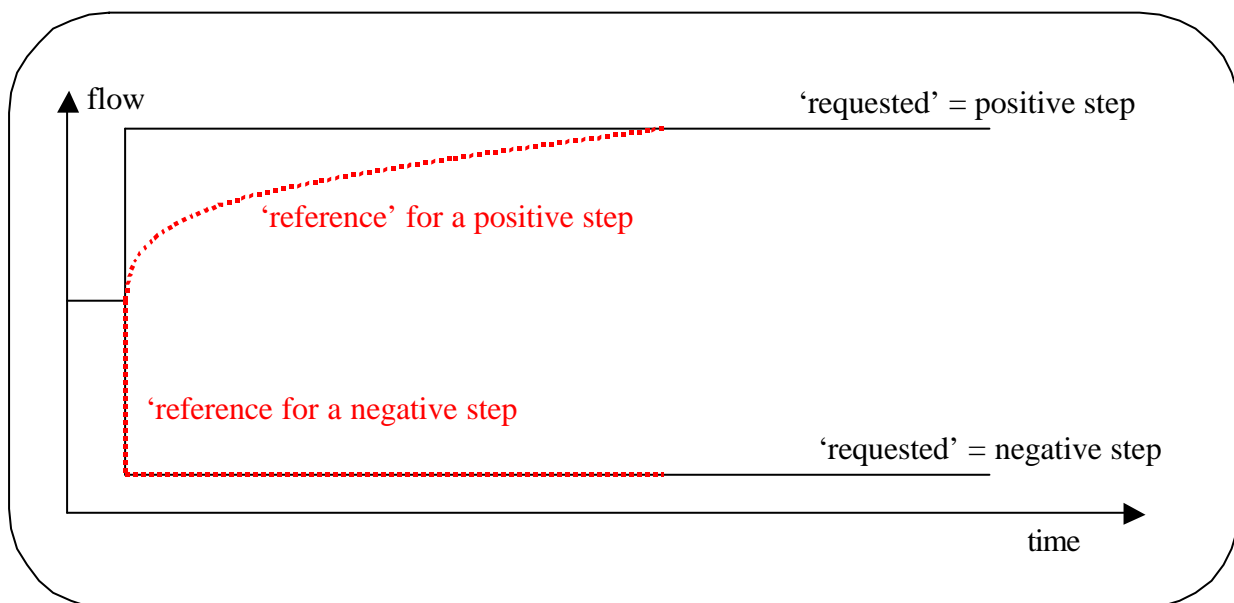 flow
‘requested’ = positive step
‘reference’ for a positive step
‘reference for a negative step
‘requested’ = negative step
time